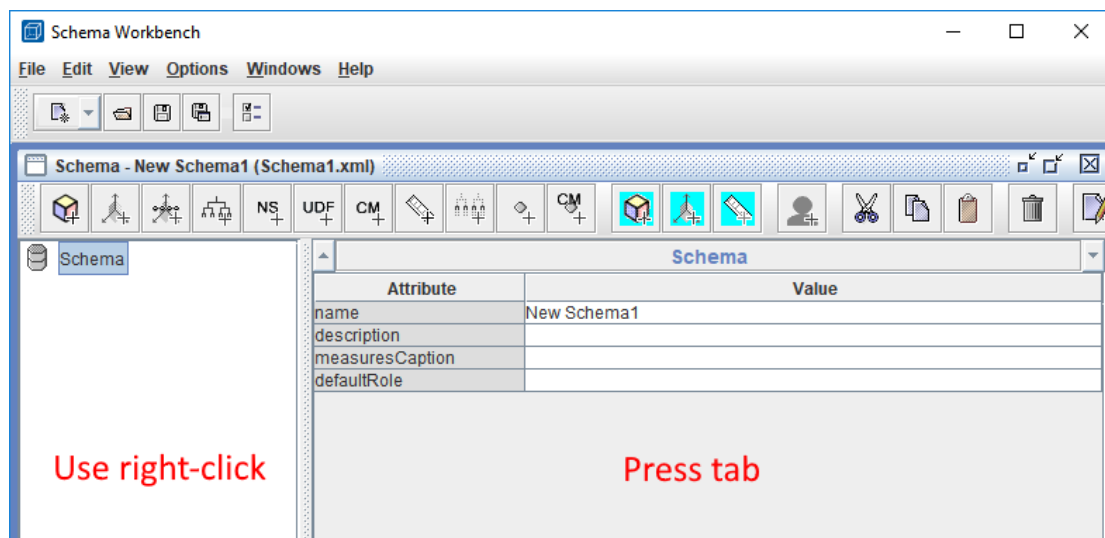 Schema Workbench
File Edit View Options Windows Help
Schema - New Schema1 (Schema1.xml)
NS UDF CM CM
Schema
Schema
Attribute Value
name New Schema1
description
measuresCaption
defaultRole
Use right-click
Press tab